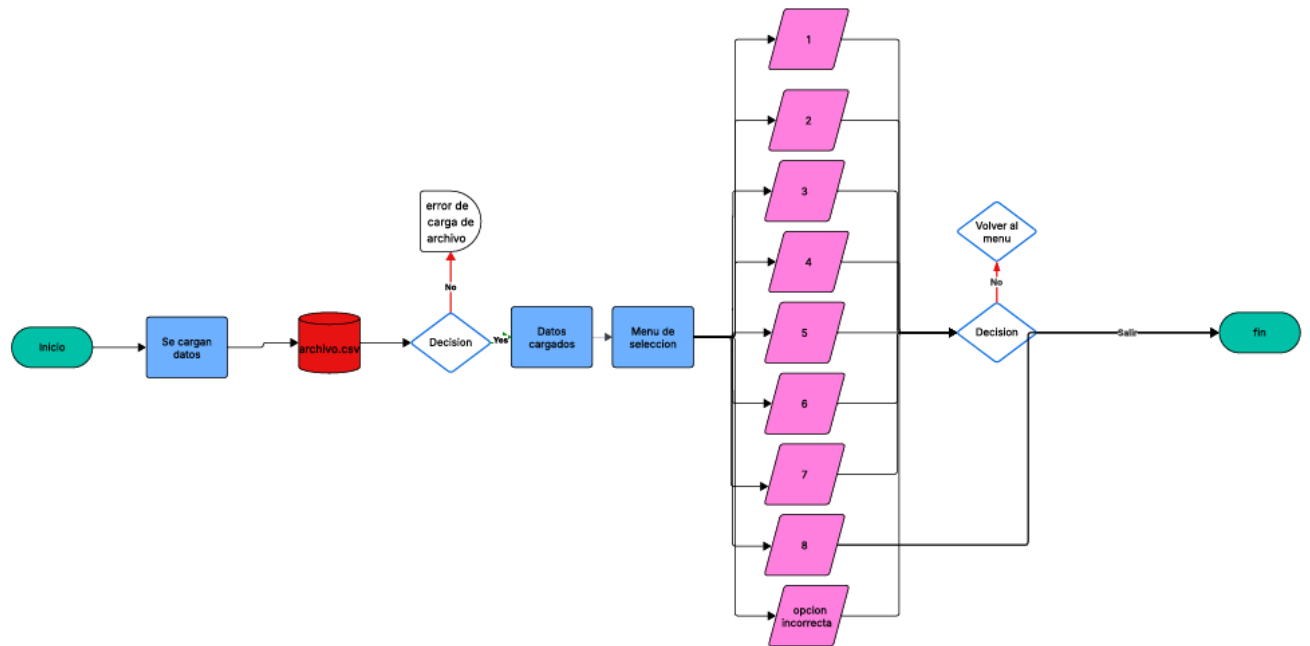 Inicio
Se cargan
datos
archivo.csv
error de
carga de
archivo
No
Decision
Yes
Datos
cargados
Menu de
seleccion
1
2
3
4
5
6
7
8
opcion
incorrecta
Volver al
menu
No
Decision
Salir
fin